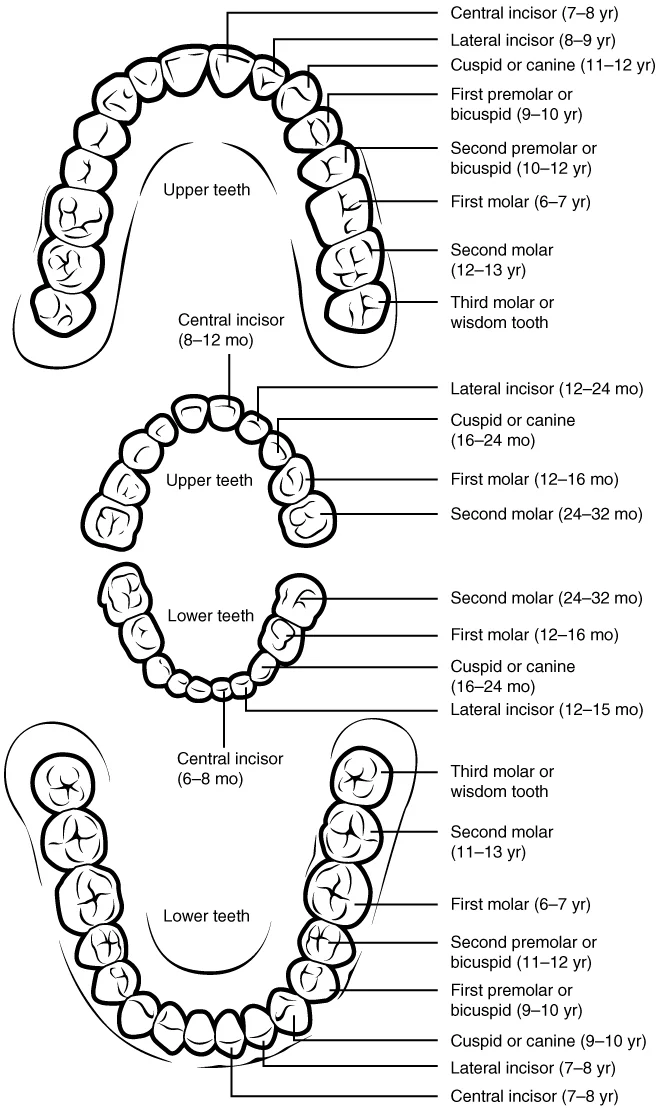 Central incisor (7–8 yr)
Lateral incisor (8–9 yr)
Cuspid or canine (11–12 yr)
First premolar or
bicuspid (9–10 yr)
Second premolar or
bicuspid (10–12 yr)
Upper teeth
First molar (6–7 yr)
Second molar
(12–13 yr)
Third molar or
wisdom tooth
Central incisor
(8–12 mo)
Lateral incisor (12–24 mo)
Cuspid or canine
(16–24 mo)
Upper teeth
First molar (12–16 mo)
Second molar (24–32 mo)
Second molar (24–32 mo)
Lower teeth
First molar (12–16 mo)
Cuspid or canine
(16–24 mo)
Lateral incisor (12–15 mo)
Central incisor
(6–8 mo)
Third molar or
wisdom tooth
Second molar
(11–13 yr)
First molar (6–7 yr)
Lower teeth
Second premolar or
bicuspid (11–12 yr)
First premolar or
bicuspid (9–10 yr)
Cuspid or canine (9–10 yr)
Lateral incisor (7–8 yr)
Central incisor (7–8 yr)